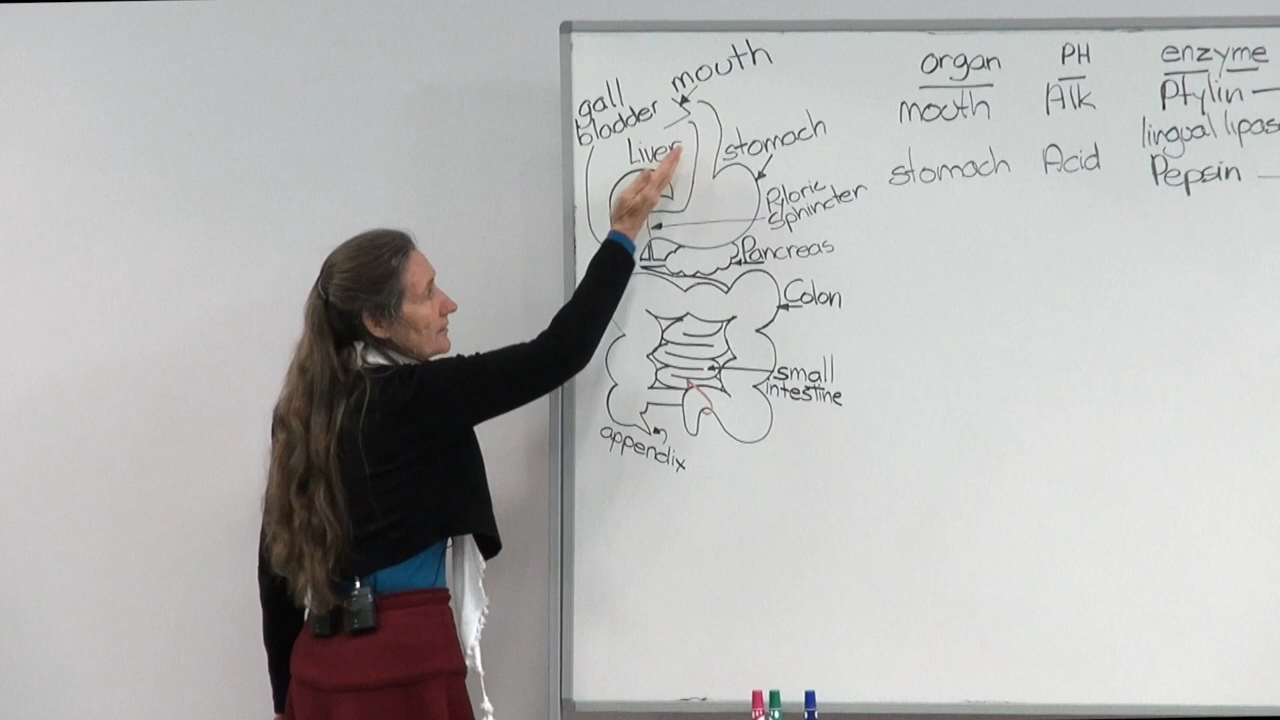 mouth
gall
bladder
Liver
stomach
Pyloric
Sphincter
Pancreas
Colon
small
intestine
appendix
organ PH enzyme
mouth Alk Ptylin
lingual lipas
stomach Acid Pepsin